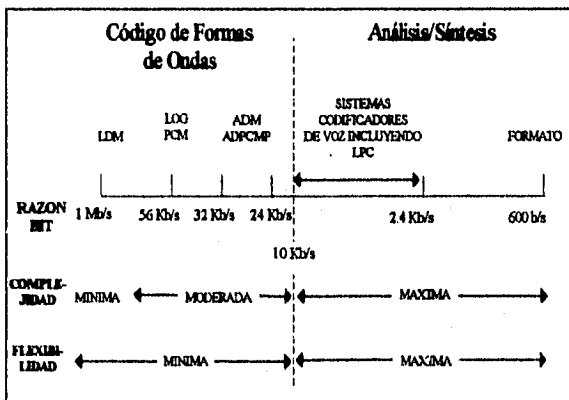 Código de Formas
de Ondas
Análisis/Síntesis
LDM
LOG
PCM
ADM
ADPCMP
SISTEMAS
CODIFICADORES
DE VOZ INCLUYENDO
LPC
FORMATO
RAZON
BIT
1 Mb/s
56 Kb/s
32 Kb/s
24 Kb/s
2.4 Kb/s
600 b/s
10 Kb/s
COMPLE-
JIDAD
MINIMA
MODERADA
MAXIMA
FLEXIBI-
LIDAD
MINIMA
MAXIMA